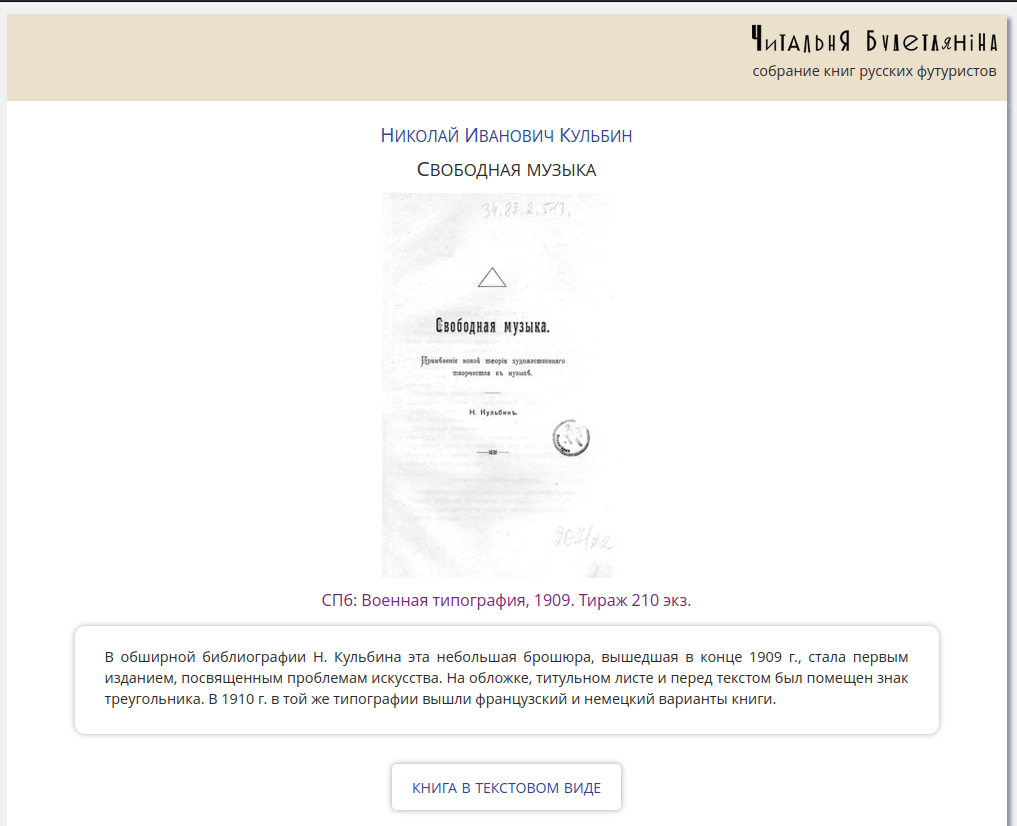 Читальня Будетлянина
собрание книг русских футуристов
Николай Иванович Кульбин
Свободная музыка
34.87.2.513.
Свободная музыка.
Примѣненіе новой теоріи художественнаго
творчества къ музыкѣ.
Н. Кульбинъ.
СПб: Военная типография, 1909. Тираж 210 экз.
В обширной библиографии Н. Кульбина эта небольшая брошюра, вышедшая в конце 1909 г., стала первым
изданием, посвященным проблемам искусства. На обложке, титульном листе и перед текстом был помещен знак
треугольника. В 1910 г. в той же типографии вышли французский и немецкий варианты книги.
КНИГА В ТЕКСТОВОМ ВИДЕ